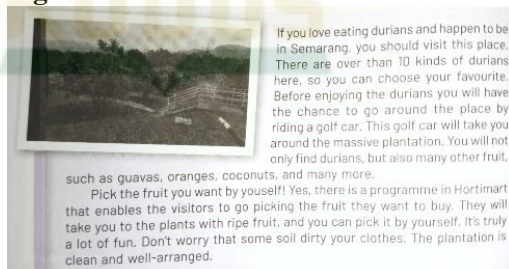 If you love eating durians and happen to be
in Semarang, you should visit this place.
There are over than 10 kinds of durians
here, so you can choose your favourite.
Before enjoying the durians you will have
the chance to go around the place by
riding a golf car. This golf car will take you
around the massive plantation. You will not
only find durians, but also many other fruit,
such as guavas, oranges, coconuts, and many more.
Pick the fruit you want by youself! Yes, there is a programme in Hortimart
that enables the visitors to go picking the fruit they want to buy. They will
take you to the plants with ripe fruit, and you can pick it by yourself. It's truly
a lot of fun. Don't worry that some soil dirty your clothes. The plantation is
clean and well-arranged.